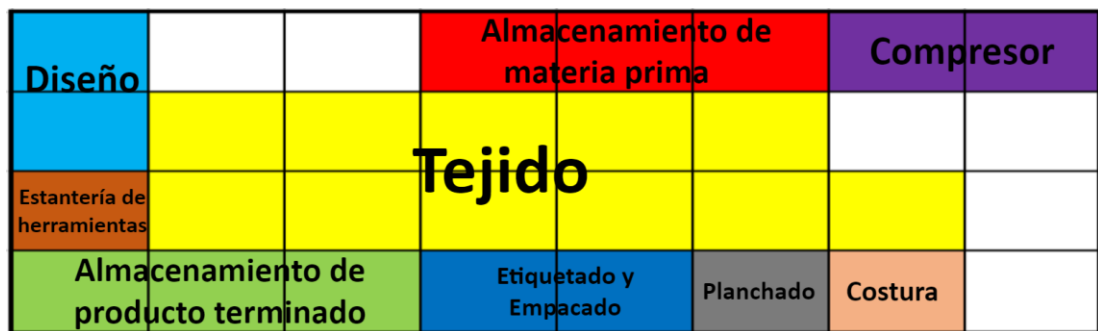 Diseño
Almacenamiento de
materia prima
Compresor
Tejido
Estantería de
herramientas
Almacenamiento de
producto terminado
Etiquetado y
Empacado
Planchado
Costura